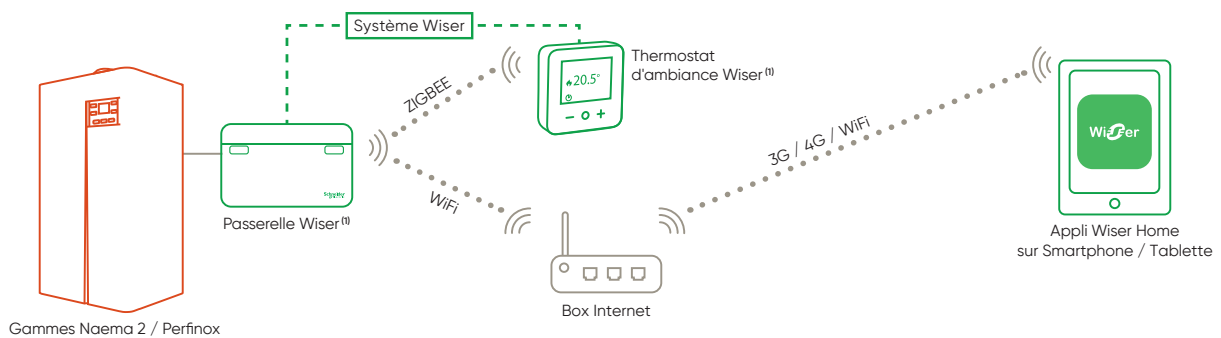 Système Wiser
Thermostat
d'ambiance Wiser (1)
20.5°
ZIGBEE
WiFi
3G / 4G / WiFi
Wiser
Schneider
Passerelle Wiser (1)
Box Internet
Appli Wiser Home
sur Smartphone / Tablette
Gammes Naema 2 / Perfinox